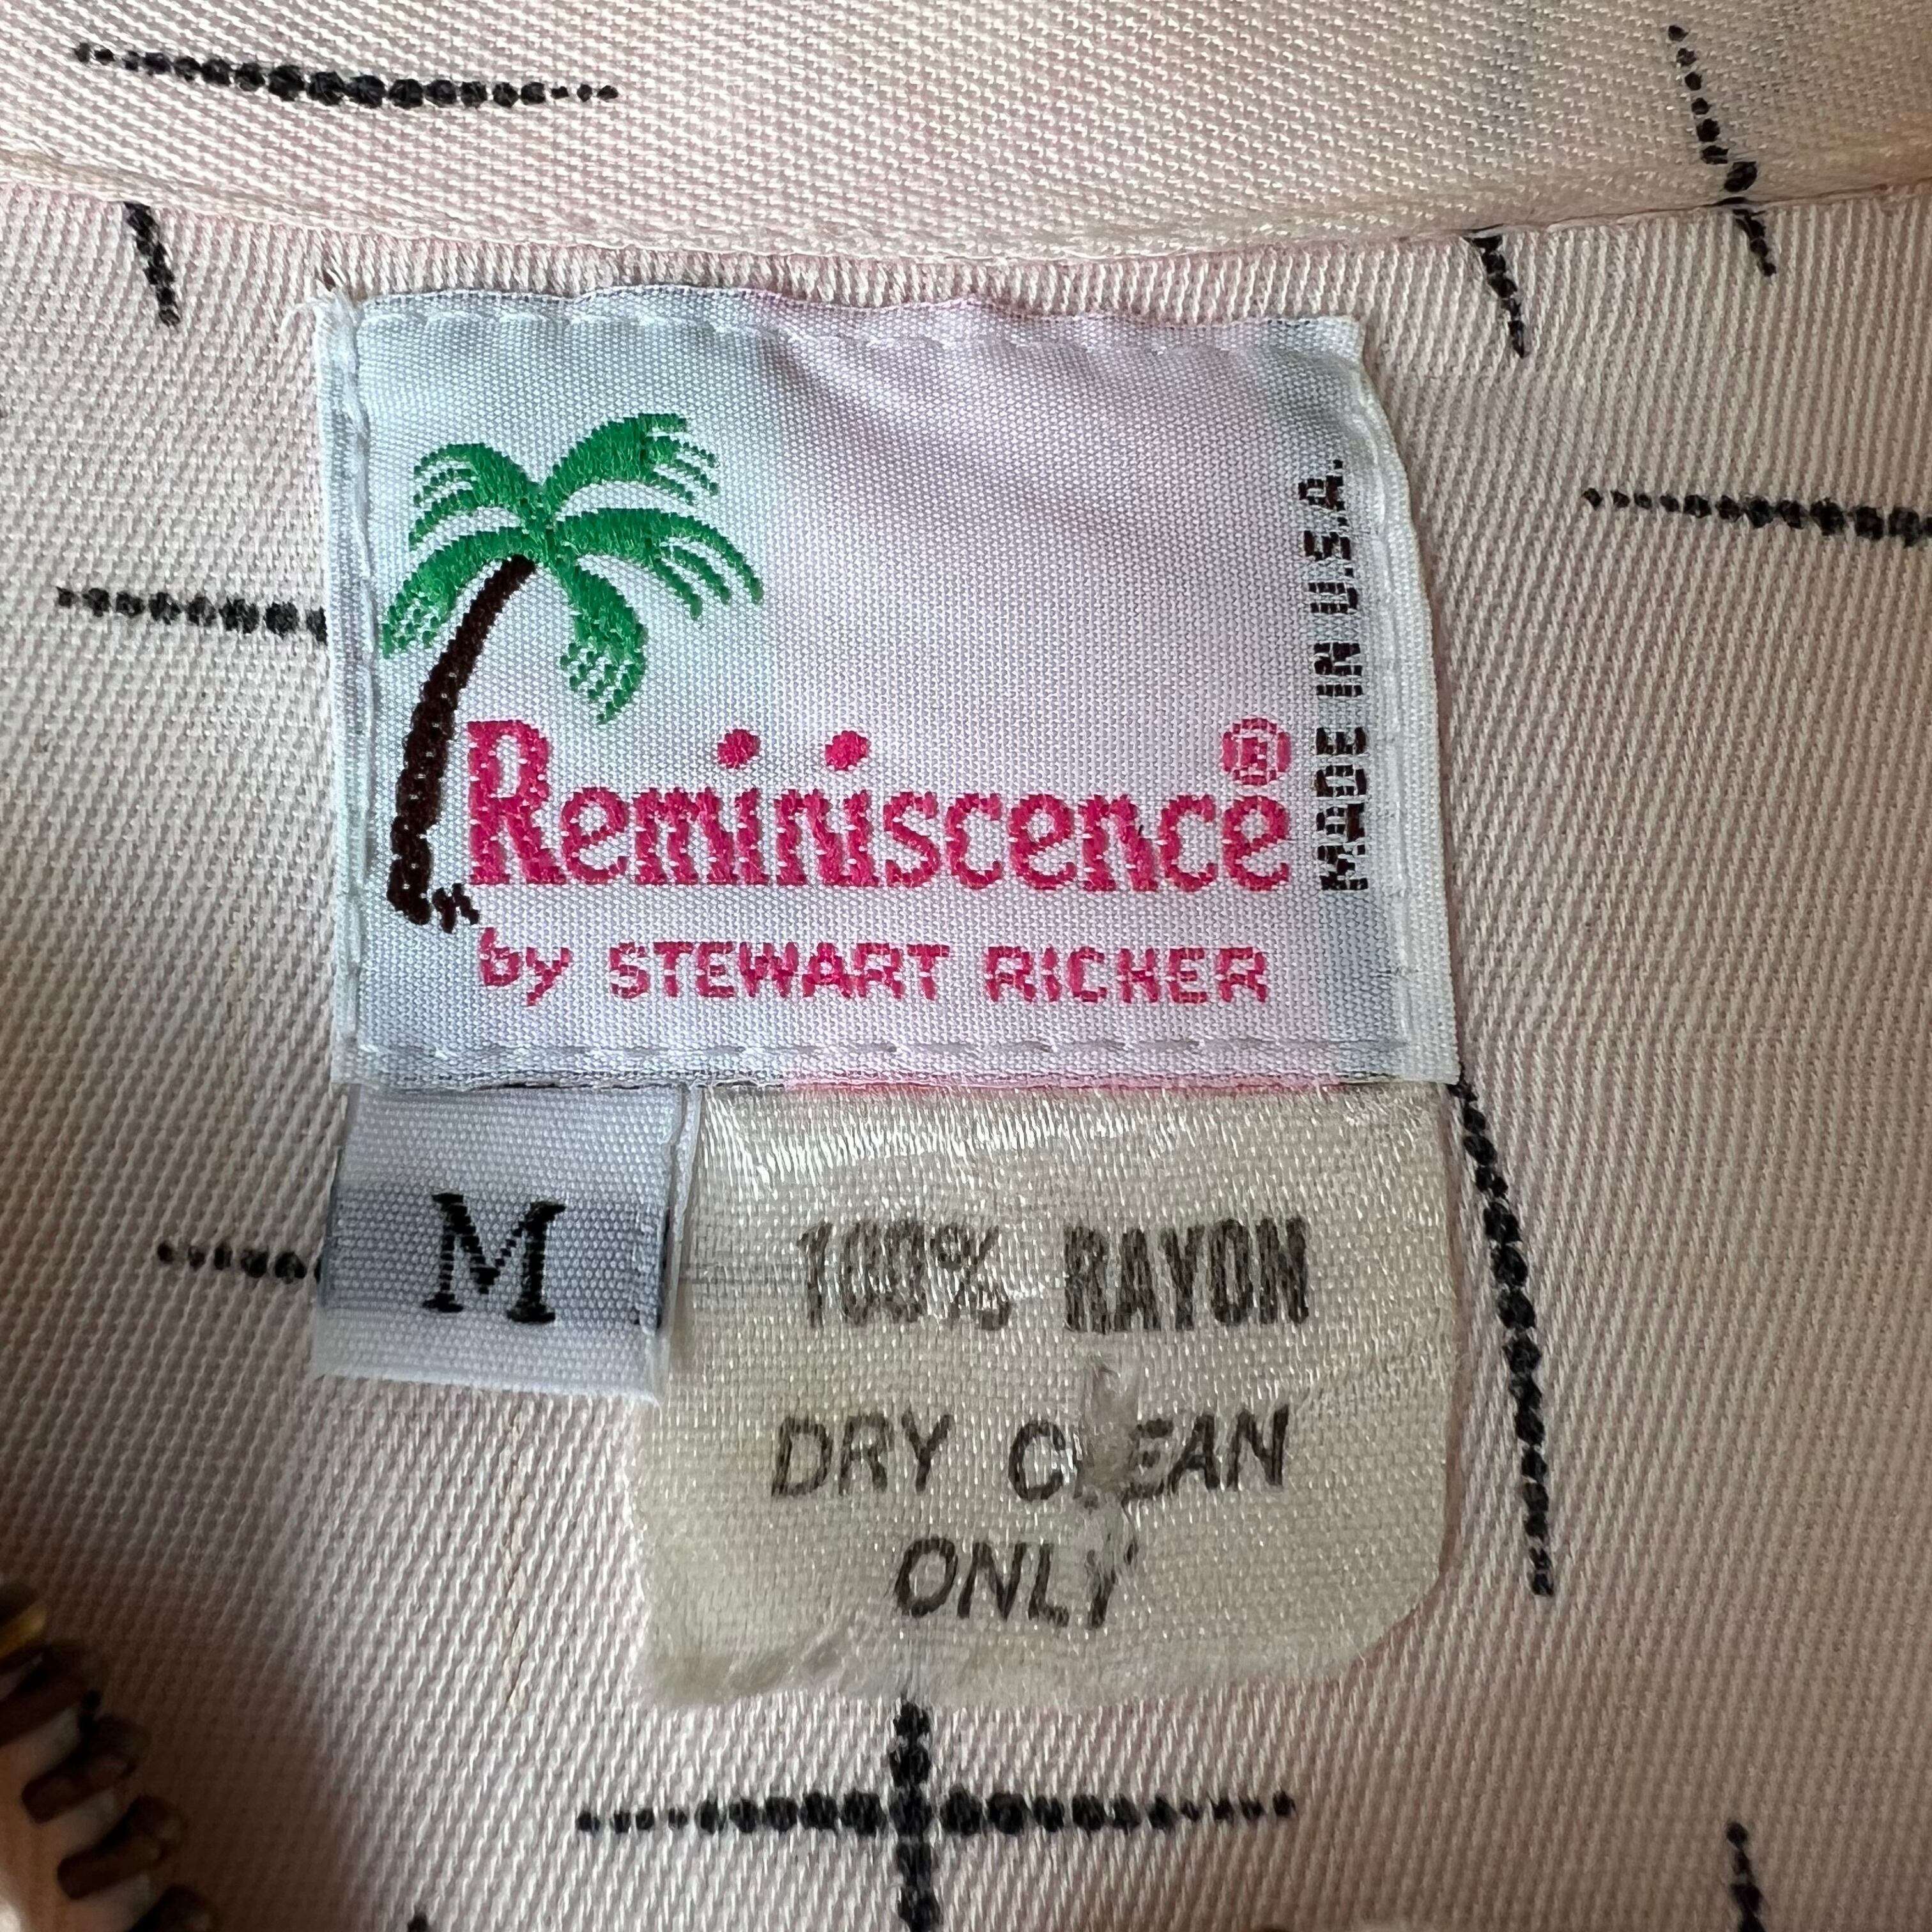 Reminiscence®
by STEWART RICHER
MADE IN U.S.A.
M
100% RAYON
DRY CLEAN
ONLY